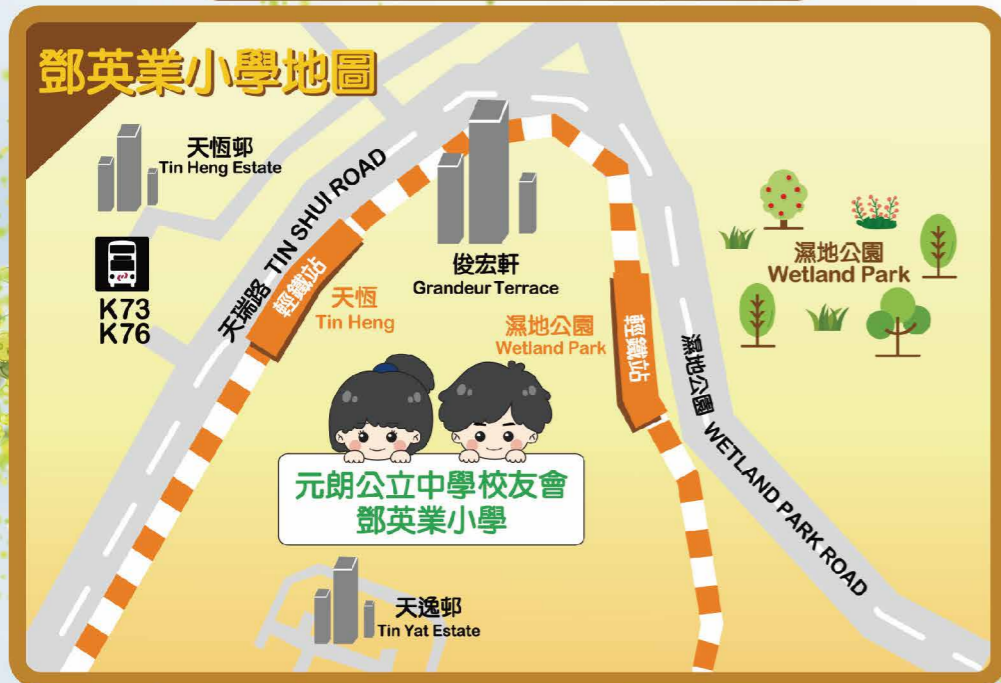 鄧英業小學地圖
天恆邨
Tin Heng Estate
K73
K76
天瑞路 TIN SHUI ROAD
輕鐵站
天恆
Tin Heng
俊宏軒
Grandeur Terrace
濕地公園
Wetland Park
輕鐵站
濕地公園
Wetland Park
濕地公園 WETLAND PARK ROAD
元朗公立中學校友會
鄧英業小學
天逸邨
Tin Yat Estate